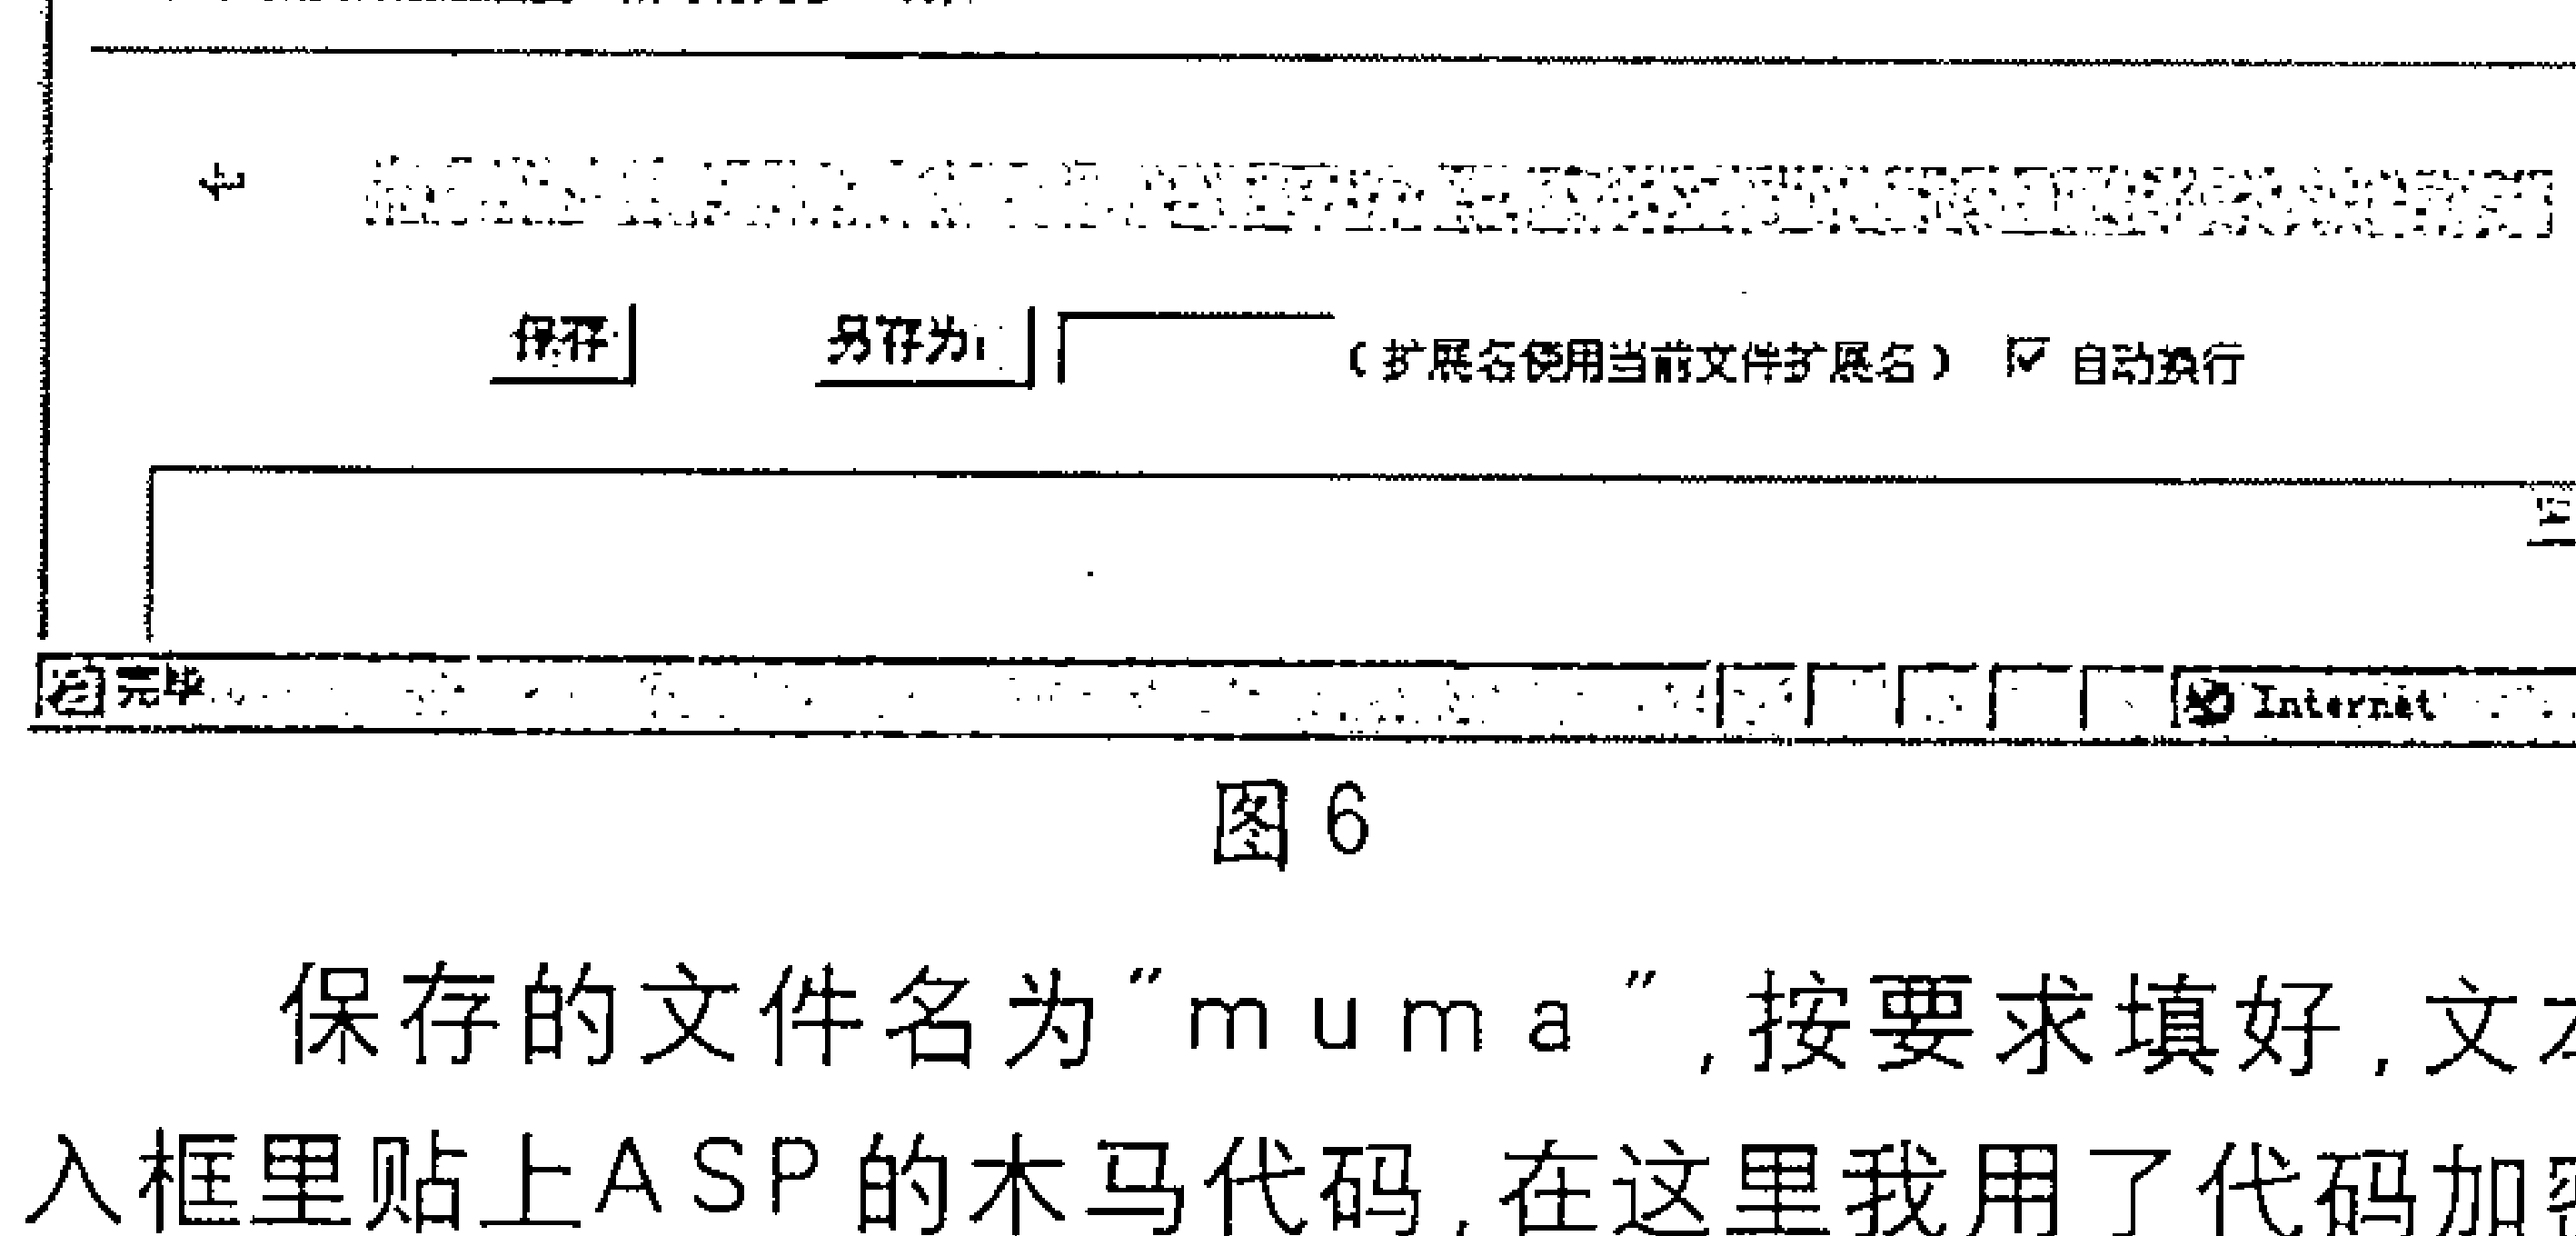 保存 另存为: (扩展名使用当前文件扩展名) 自动换行
完毕 Internet
图 6
保存的文件名为"muma",按要求填好,文本
入框里贴上ASP的木马代码,在这里我用了代码加密